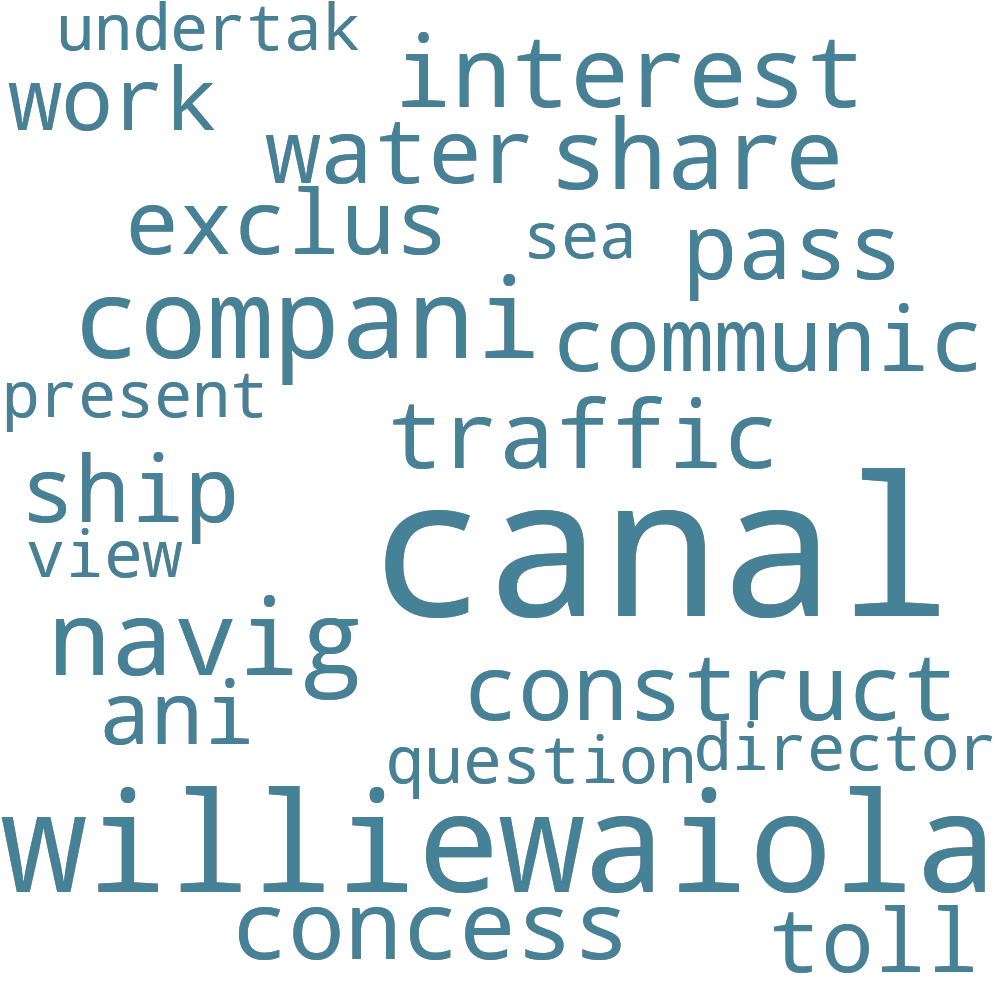 undertak
interest
work
water share
exclus
sea pass
compani
communic
present
traffic
ship
canal
view
navig
construct
ani
question director
williewaiola
concess toll